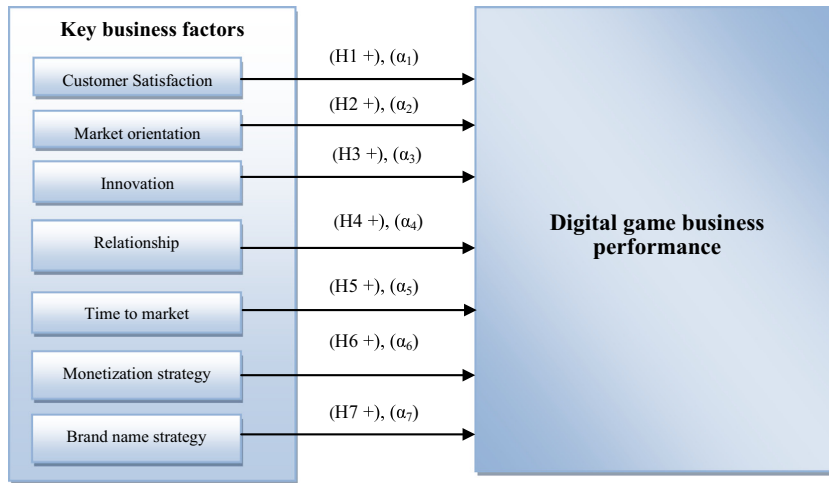 Key business factors
Customer Satisfaction
(H1 +), (α₁)
Market orientation
(H2 +), (α₂)
Innovation
(H3 +), (α₃)
Relationship
(H4 +), (α₄)
Time to market
(H5 +), (α₅)
Monetization strategy
(H6 +), (α₆)
Brand name strategy
(H7 +), (α₇)
Digital game business
performance